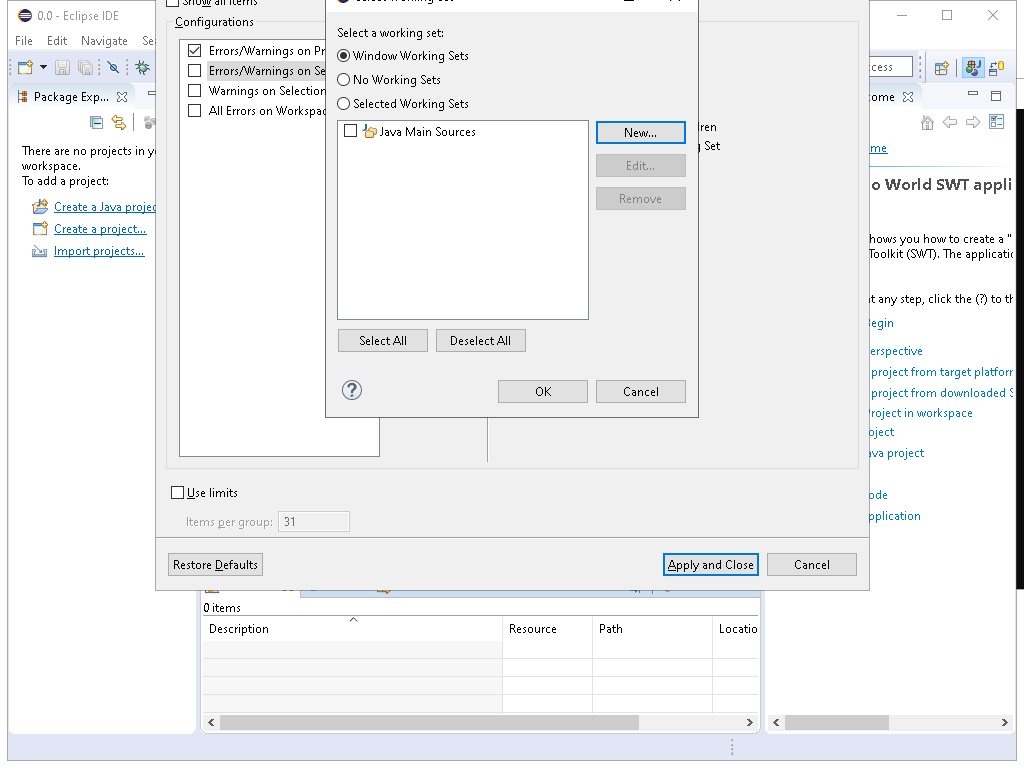 0.0 - Eclipse IDE
File Edit Navigate
Show all items
Configurations
Errors/Warnings on Pr
Errors/Warnings on Se
Warnings on Selection
All Errors on Workspac
Select a working set:
Window Working Sets
No Working Sets
Selected Working Sets
Java Main Sources
New...
Edit...
Remove
Select All
Deselect All
OK
Cancel
Package Exp...
There are no projects in
workspace.
To add a project:
Create a Java projec
Create a project...
Import projects...
Set
Use limits
Items per group: 31
Restore Defaults
Apply and Close
Cancel
o World SWT appli
hows you how to create a "
Toolkit (SWT). The applicatio
t any step, click the (?) to th
egin
erspective
project from target platform
project from downloaded S
roject in workspace
oject
ava project
ode
pplication
0 items
Description Resource Path Locatio